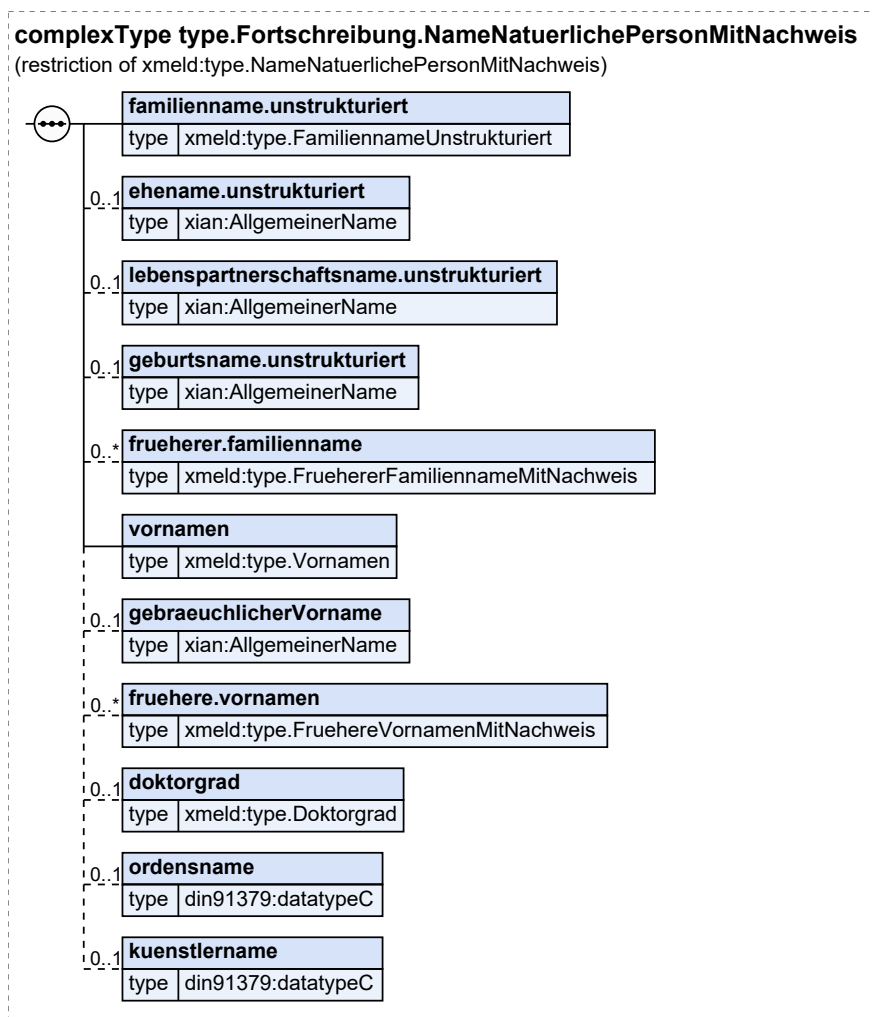 complexType type.Fortschreibung.NameNatuerlichePersonMitNachweis
(restriction of xmeld:type.NameNatuerlichePersonMitNachweis)
familienname.unstrukturiert
type xmeld:type.FamiliennameUnstrukturiert
0..1 ehename.unstrukturiert
type xian:AllgemeinerName
0..1 lebenspartnerschaftsname.unstrukturiert
type xian:AllgemeinerName
0..1 geburtsname.unstrukturiert
type xian:AllgemeinerName
0..* frueherer.familienname
type xmeld:type.FruehererFamiliennameMitNachweis
vornamen
type xmeld:type.Vornamen
0..1 gebraeuchlicherVorname
type xian:AllgemeinerName
0..* fruehere.vornamen
type xmeld:type.FruehereVornamenMitNachweis
0..1 doktorgrad
type xmeld:type.Doktorgrad
0..1 ordensname
type din91379:datatypeC
0..1 kuenstlername
type din91379:datatypeC